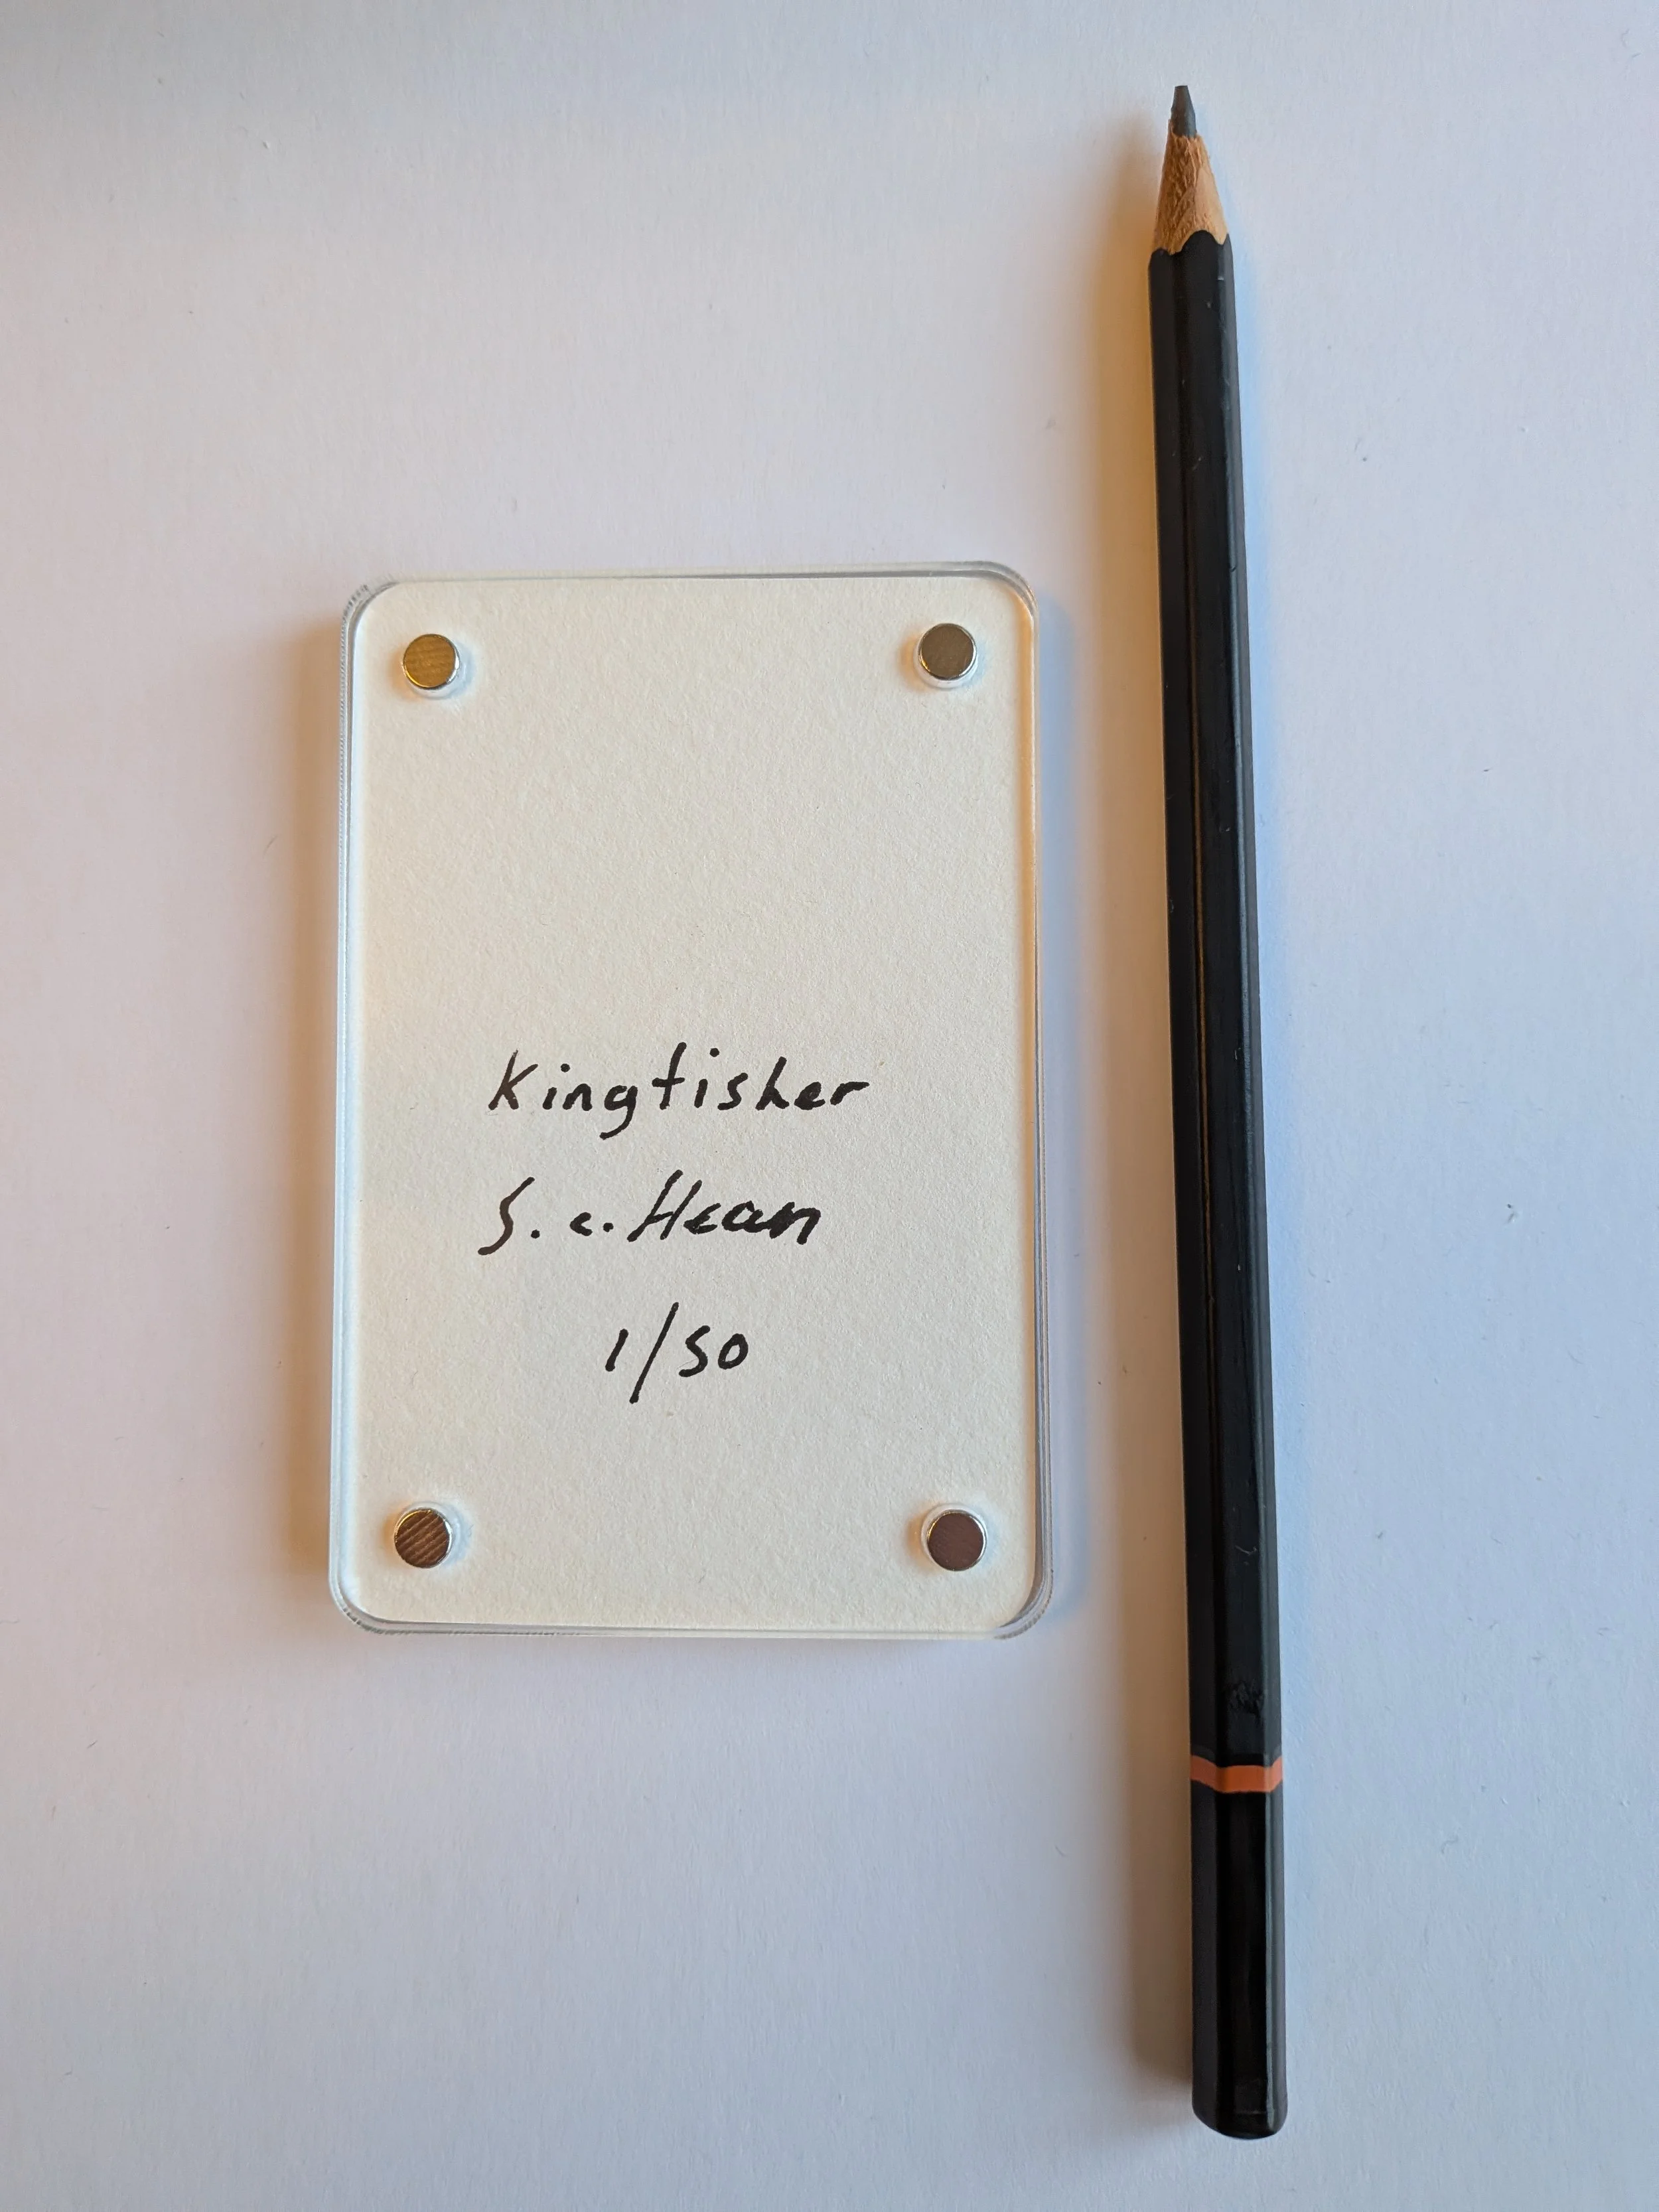 Kingfisher
S. c. Hean
1/50